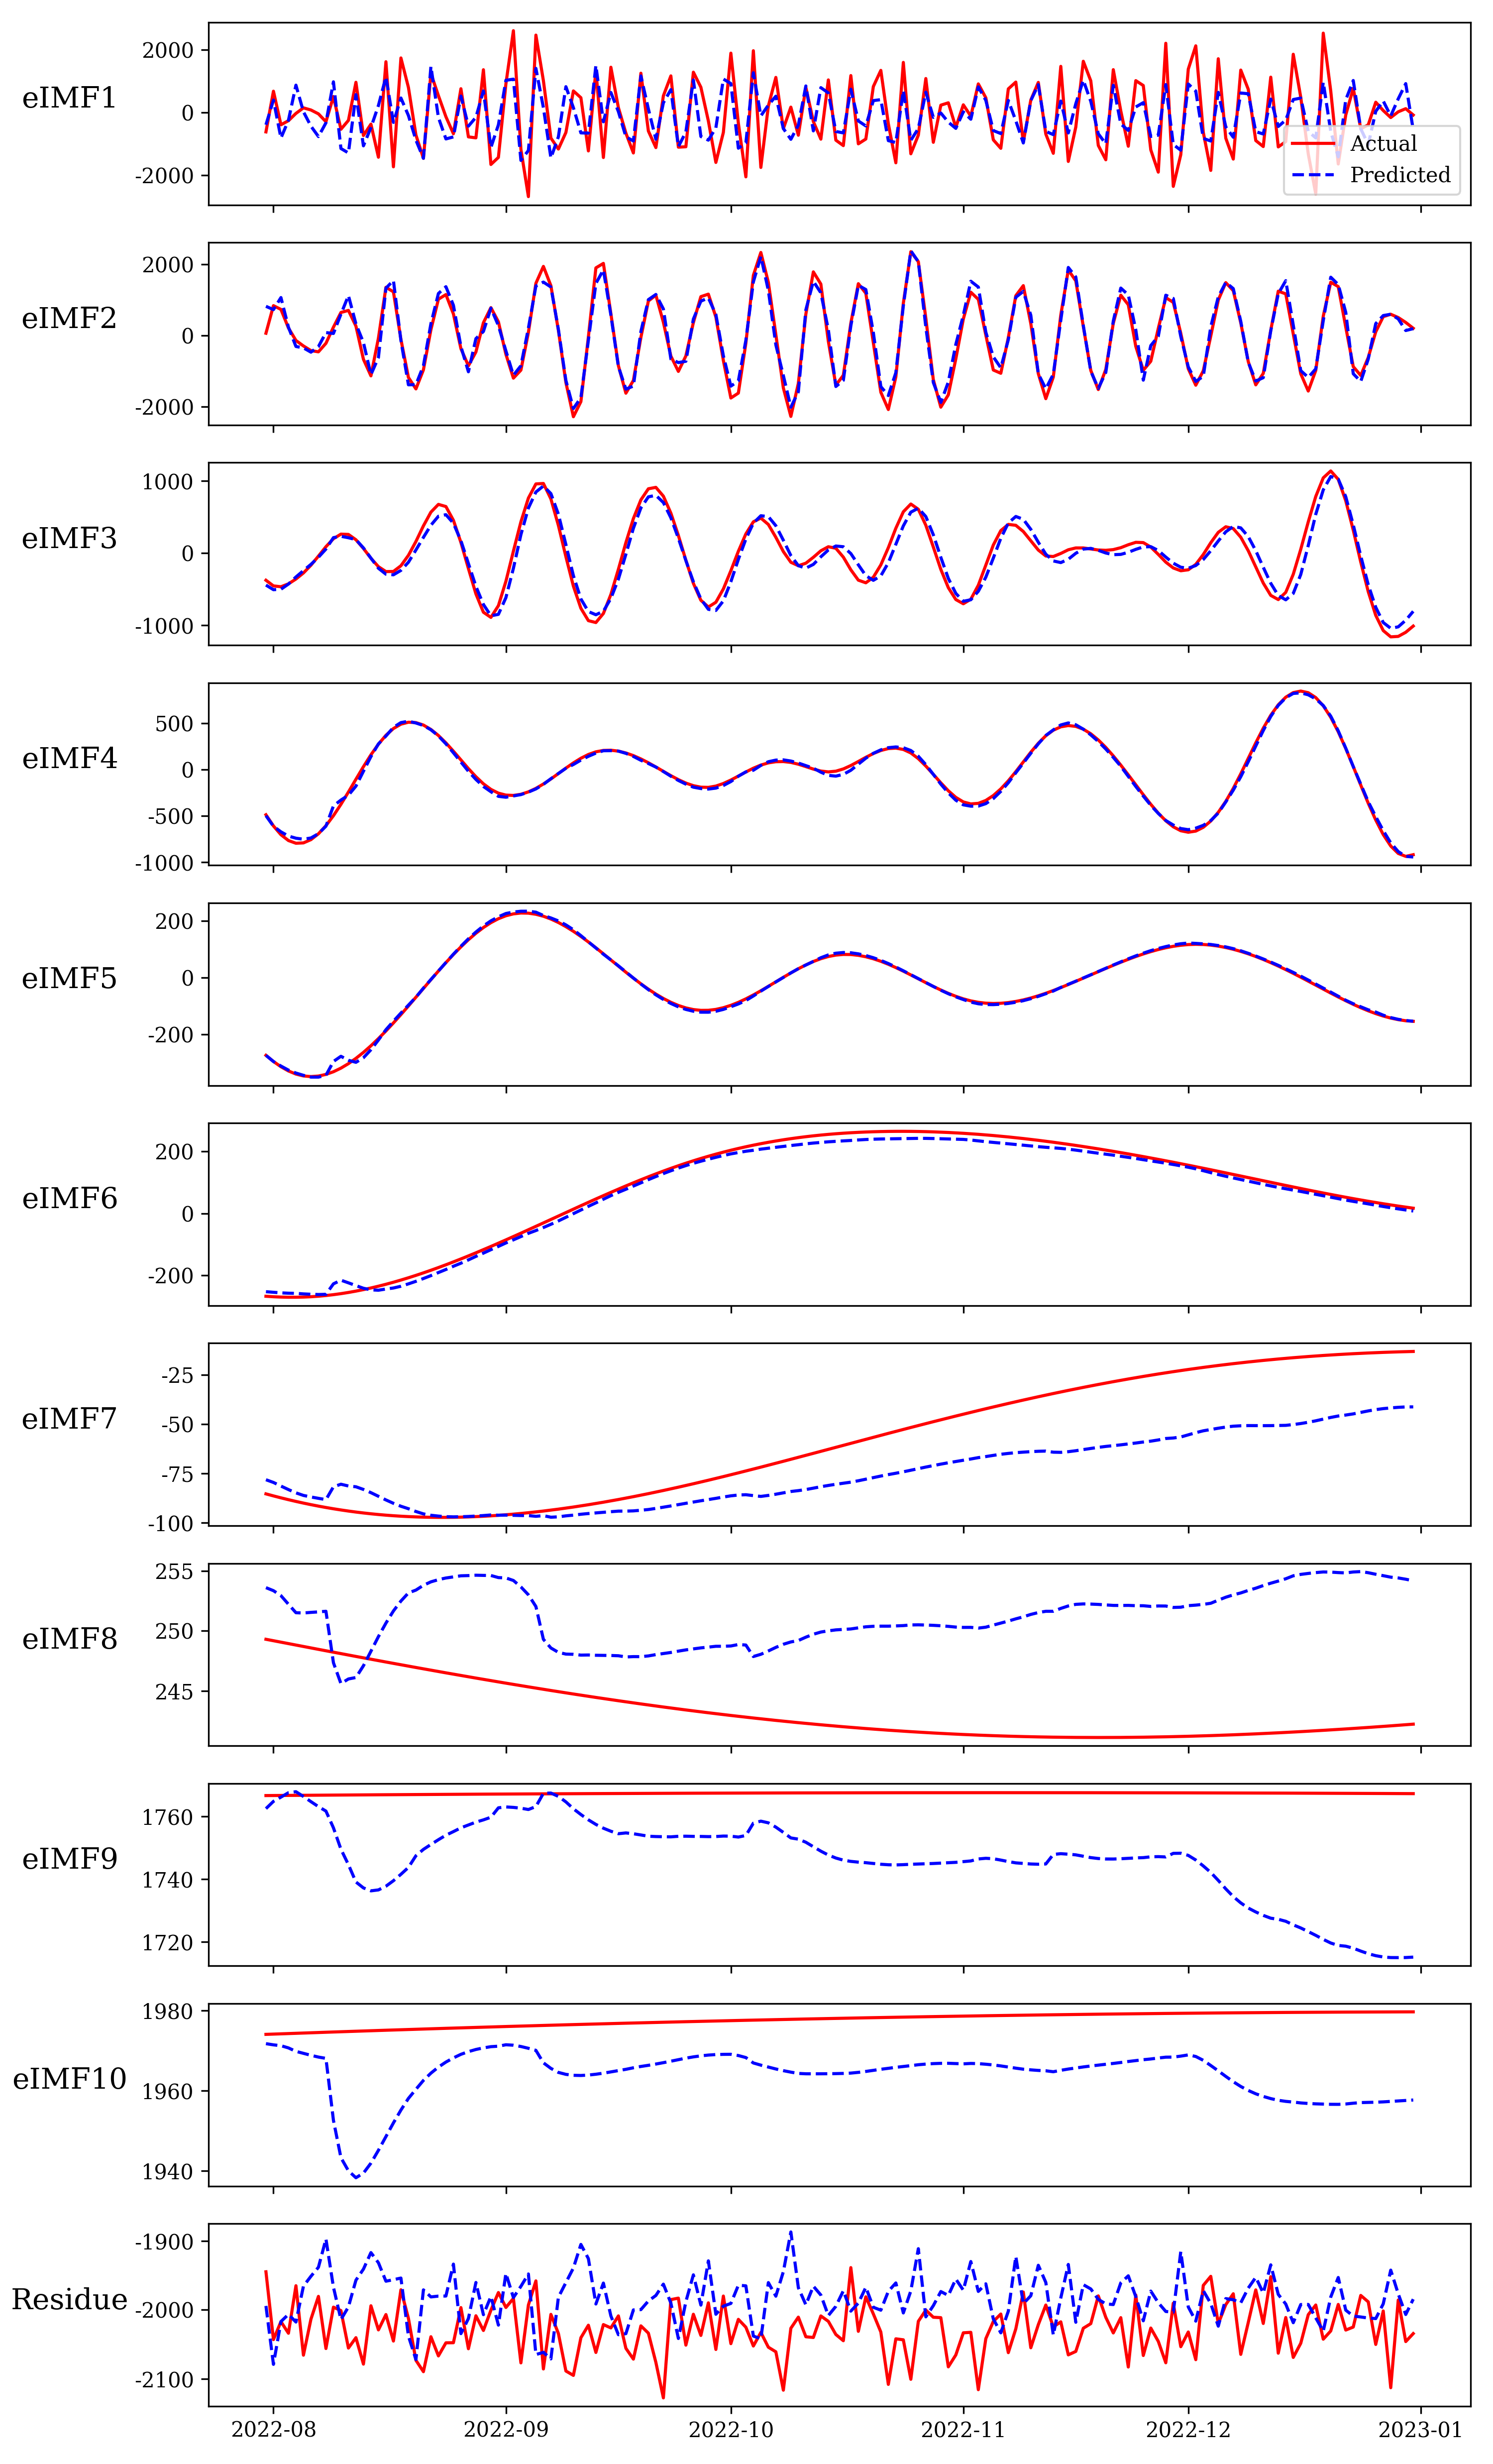 eIMF1
2000
0
-2000
Actual
Predicted
eIMF2
2000
0
-2000
eIMF3
1000
0
-1000
eIMF4
500
0
-500
-1000
eIMF5
200
0
-200
eIMF6
200
0
-200
eIMF7
-25
-50
-75
-100
eIMF8
255
250
245
eIMF9
1760
1740
1720
eIMF10
1980
1960
1940
Residue
-1900
-2000
-2100
2022-08 2022-09 2022-10 2022-11 2022-12 2023-01